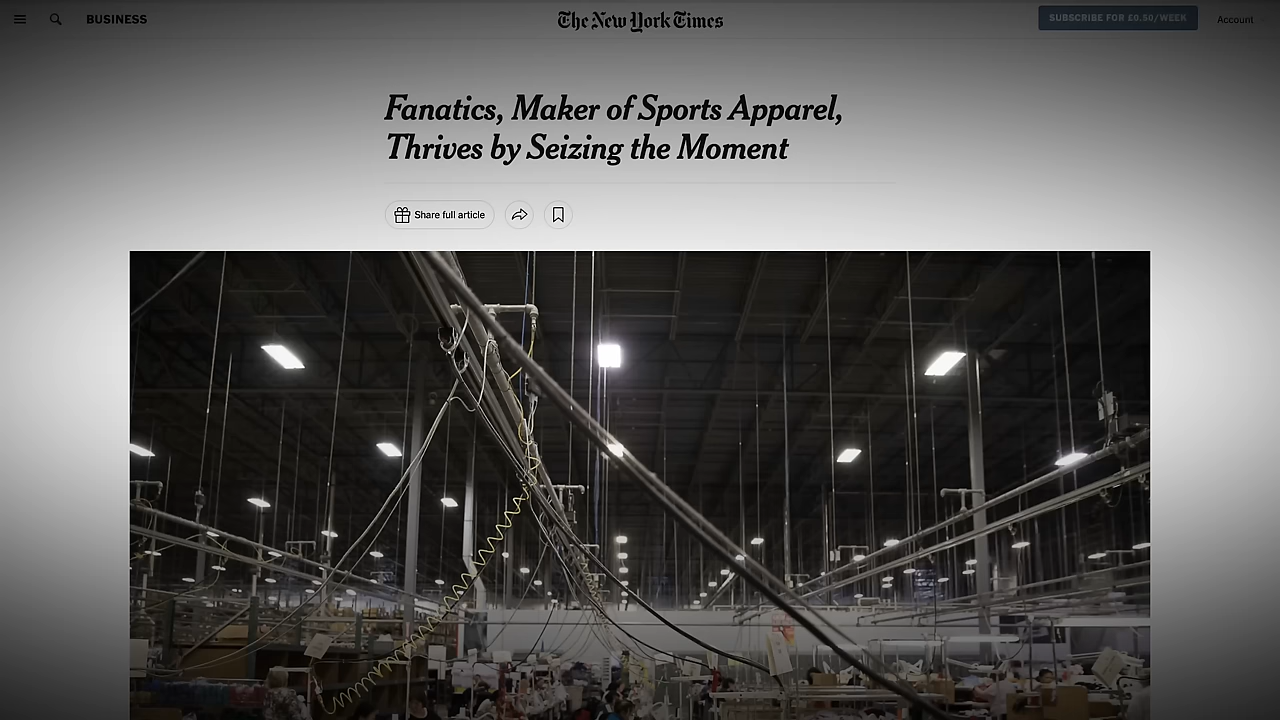 BUSINESS
The New York Times
SUBSCRIBE FOR £0.50/WEEK
Account
Fanatics, Maker of Sports Apparel,
Thrives by Seizing the Moment
Share full article